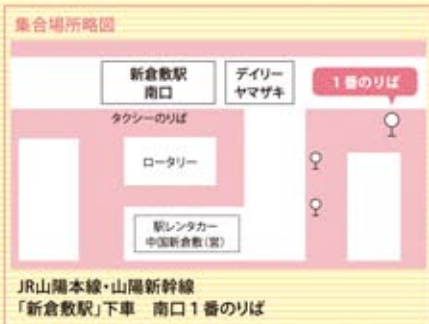 集合場所略図
新倉敷駅
南口
デイリー
ヤマザキ
1番のりば
タクシーのりば
ロータリー
駅レンタカー
中国新倉敷(営)
JR山陽本線・山陽新幹線
「新倉敷駅」下車　南口1番のりば